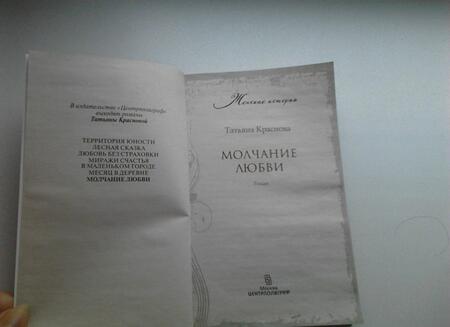 В издательстве «Центрполиграф»
выходят романы
Татьяны Красновой
ТЕРРИТОРИЯ ЮНОСТИ
ЛЕСНАЯ СКАЗКА
ЛЮБОВЬ БЕЗ СТРАХОВКИ
МИРАЖИ СЧАСТЬЯ
В МАЛЕНЬКОМ ГОРОДЕ
МЕСЯЦ В ДЕРЕВНЕ
МОЛЧАНИЕ ЛЮБВИ
Женские истории
Татьяна Краснова
МОЛЧАНИЕ
ЛЮБВИ
Роман
Москва
ЦЕНТРПОЛИГРАФ